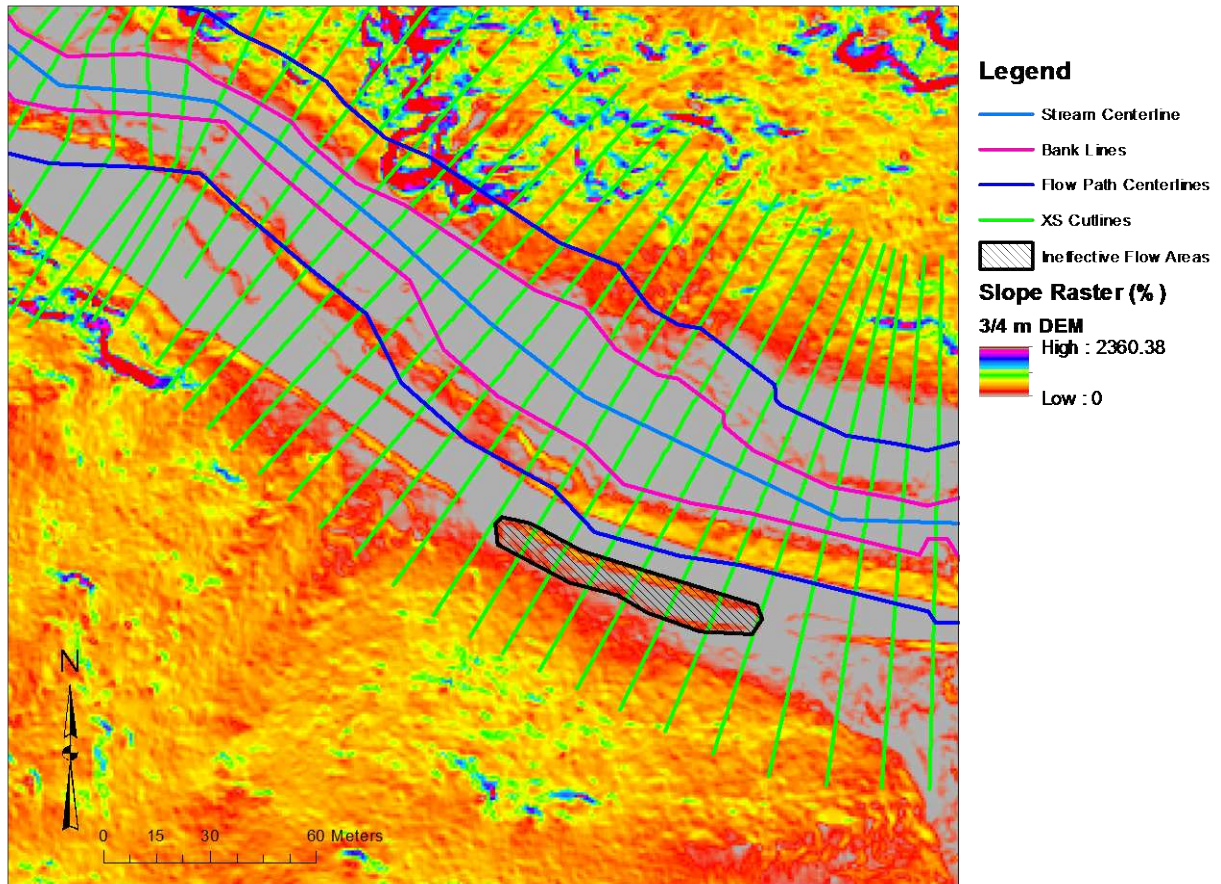 Legend
Stream Centerline
Bank Lines
Flow Path Centerlines
XS Cutlines
Ineffective Flow Areas
Slope Raster (%)
3/4 m DEM
High : 2360.38
Low : 0
N
0 15 30 60 Meters